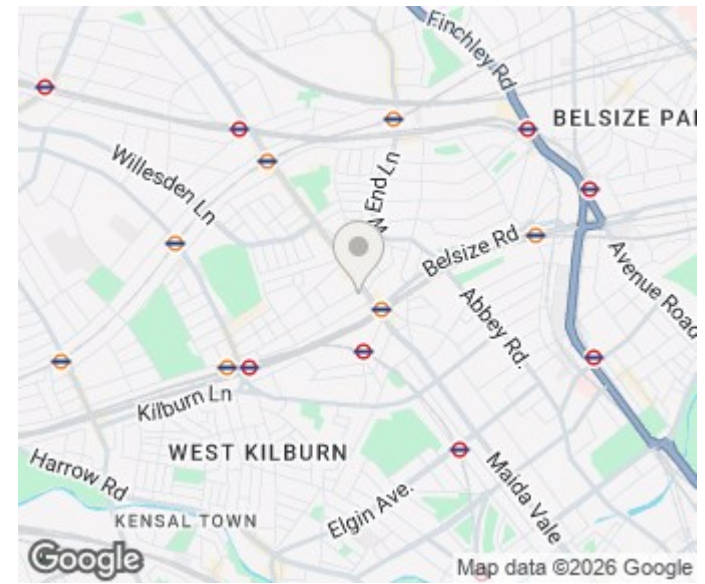 Finchley Rd
BELSIZE PAI
Willesden Ln
W End Ln
Belsize Rd
Avenue Road
Abbey Rd.
Kilburn Ln
WEST KILBURN
Harrow Rd
Maida Vale
Elgin Ave.
KENSAL TOWN
Google
Map data ©2026 Google